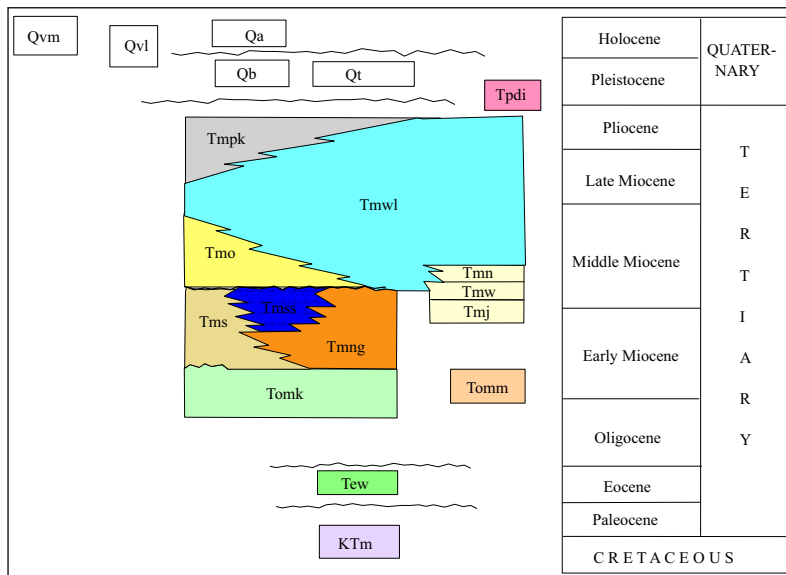 Qvm
Qvl
Qa
Qb
Qt
Tpdi
Tmpk
Tmwl
Tmo
Tmn
Tmw
Tmj
Tms
Tmss
Tmng
Tomk
Tomm
Tew
KTm
Holocene
Pleistocene
Pliocene
Late Miocene
Middle Miocene
Early Miocene
Oligocene
Eocene
Paleocene
QUATER-
NARY
T
E
R
T
I
A
R
Y
C R E T A C E O U S